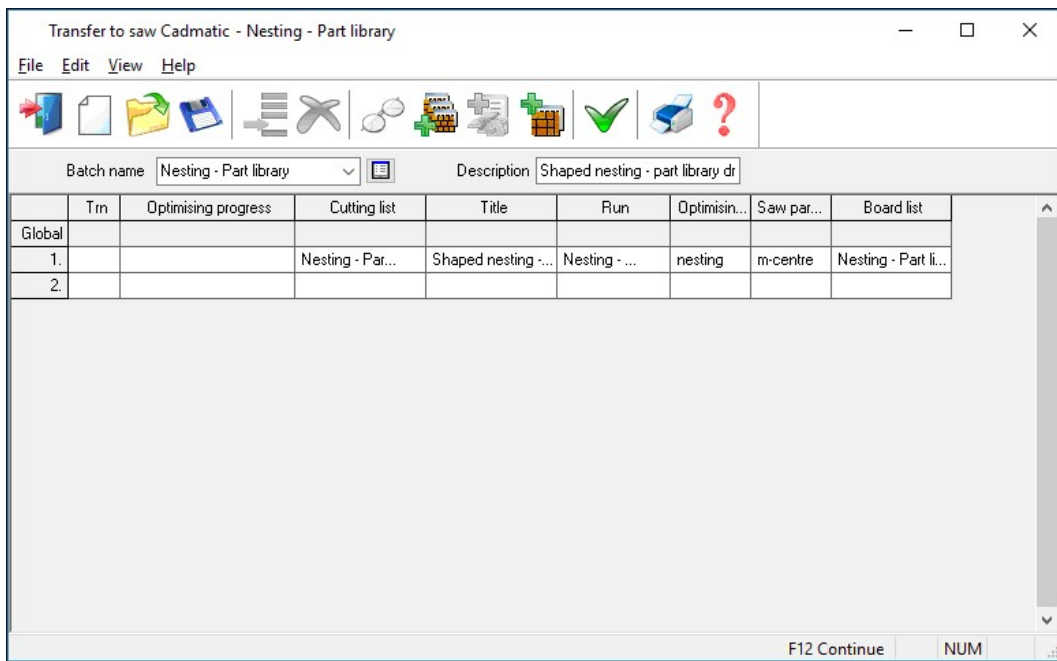 Transfer to saw Cadmatic - Nesting - Part library
File Edit View Help
Batch name Nesting - Part library Description Shaped nesting - part library dr
Trn Optimising progress Cutting list Title Run Optimisin... Saw par... Board list
Global
1. Nesting - Par... Shaped nesting -... Nesting - ... nesting m-centre Nesting - Part li...
2.
F12 Continue NUM